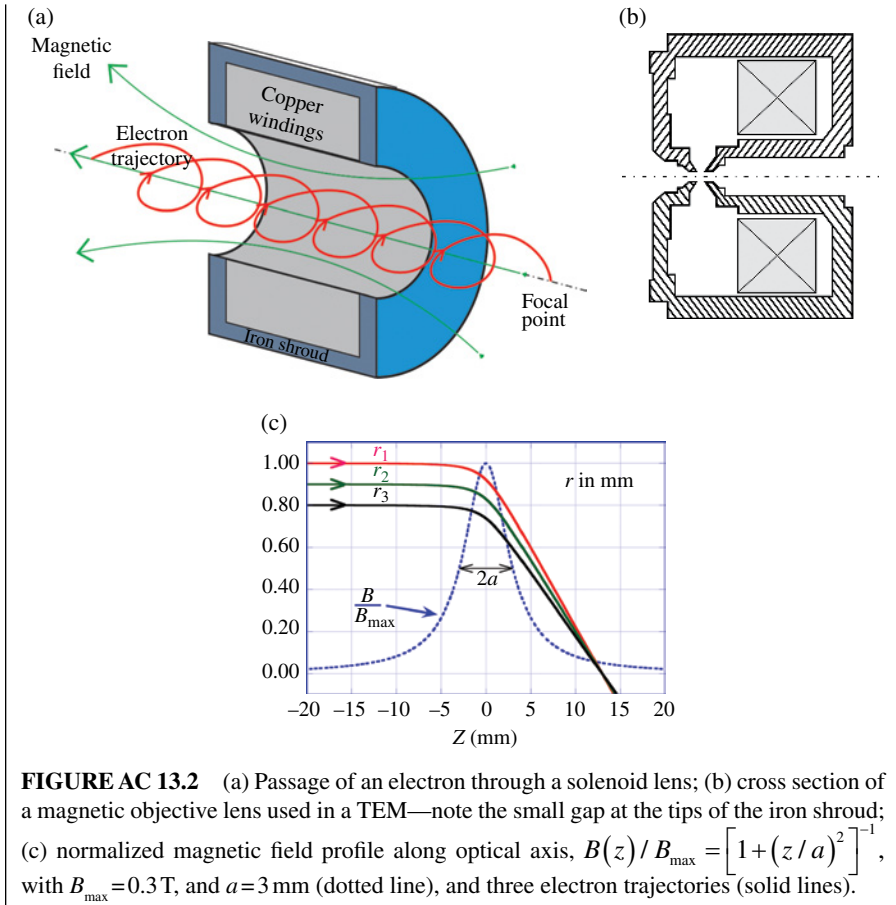 (a)
(b)
Magnetic
field
Electron
trajectory
Copper
windings
Iron shroud
Focal
point
(c)
1.00
0.80
0.60
0.40
0.20
0.00
r₁
r₂
r₃
r in mm
2a
B
B_max
−20 −15 −10 −5 0 5 10 15 20
Z (mm)
FIGURE AC 13.2 (a) Passage of an electron through a solenoid lens; (b) cross section of
a magnetic objective lens used in a TEM—note the small gap at the tips of the iron shroud;
(c) normalized magnetic field profile along optical axis, B(z) / B_max = [1+(z/a)²]⁻¹,
with B_max = 0.3 T, and a = 3 mm (dotted line), and three electron trajectories (solid lines).